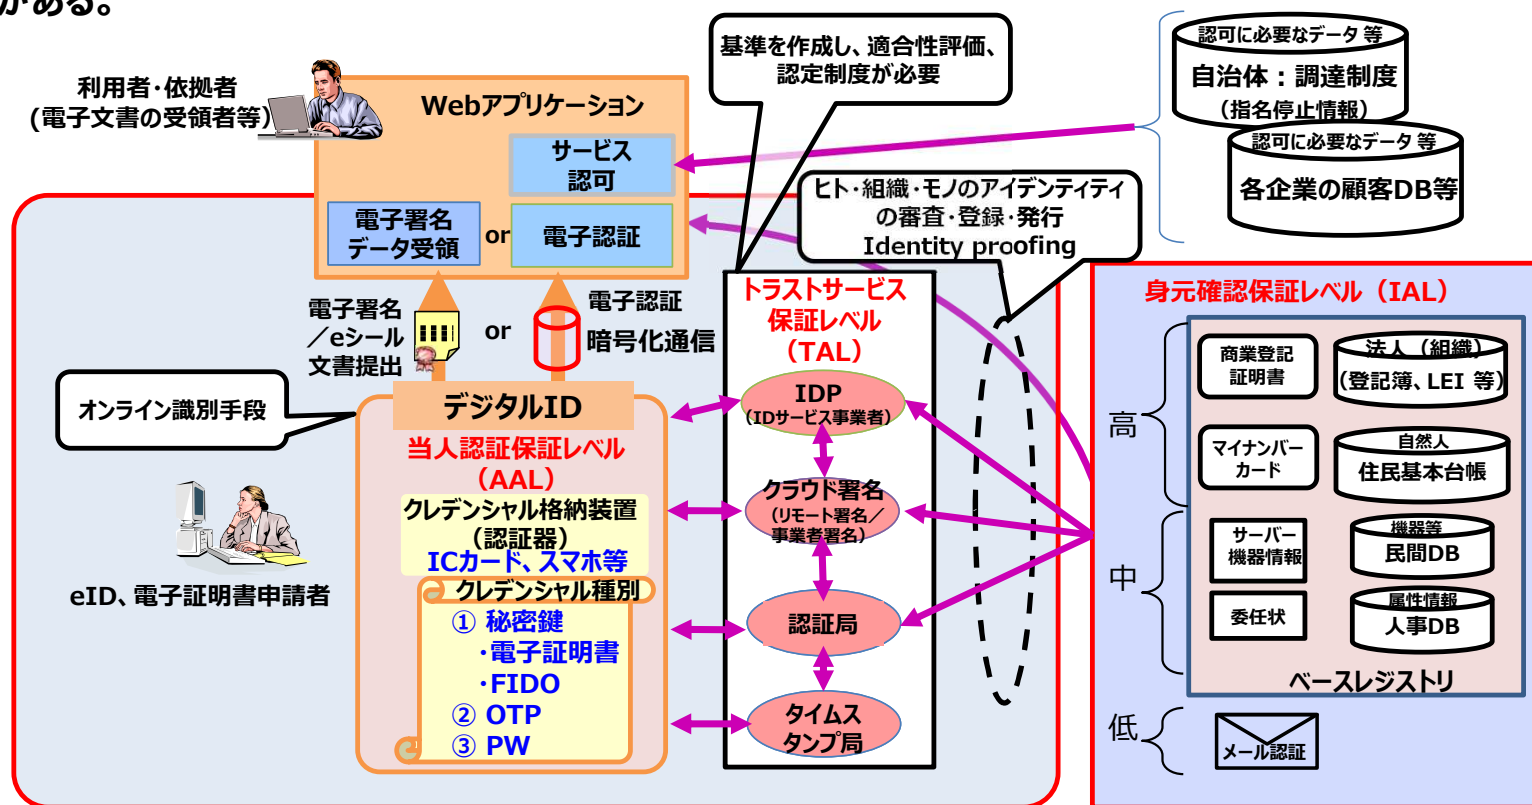 がある。
利用者・依拠者
(電子文書の受領者等)
Webアプリケーション
サービス
認可
電子署名
データ受領
or
電子認証
基準を作成し、適合性評価、
認定制度が必要
認可に必要なデータ 等
自治体：調達制度
（指名停止情報）
認可に必要なデータ 等
各企業の顧客DB等
ヒト・組織・モノのアイデンティティ
の審査・登録・発行
Identity proofing
電子署名
／eシール
文書提出
or
電子認証
暗号化通信
オンライン識別手段
デジタルID
当人認証保証レベル
（AAL）
クレデンシャル格納装置
（認証器）
ICカード、スマホ等
クレデンシャル種別
① 秘密鍵
・電子証明書
・FIDO
② OTP
③ PW
eID、電子証明書申請者
トラストサービス
保証レベル
（TAL）
IDP
（IDサービス事業者）
クラウド署名
（リモート署名／
事業者署名）
認証局
タイムス
タンプ局
身元確認保証レベル（IAL）
高
商業登記
証明書
法人（組織）
（登記簿、LEI 等）
マイナンバー
カード
自然人
住民基本台帳
中
サーバー
機器情報
機器等
民間DB
委任状
属性情報
人事DB
ベースレジストリ
低
メール認証